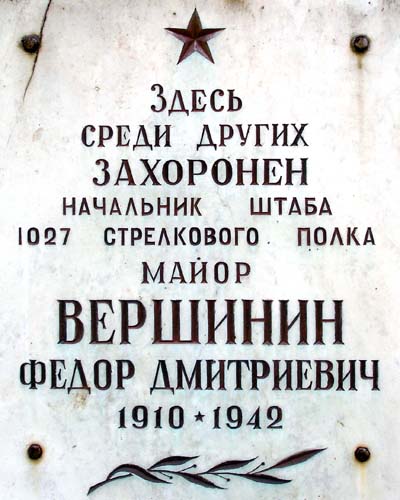 Здесь
СРЕДИ ДРУГИХ
ЗАХОРОНЕН
НАЧАЛЬНИК ШТАБА
1027 СТРЕЛКОВОГО ПОЛКА
МАЙОР
ВЕРШИНИН
ФЕДОР ДМИТРИЕВИЧ
1910 ★ 1942